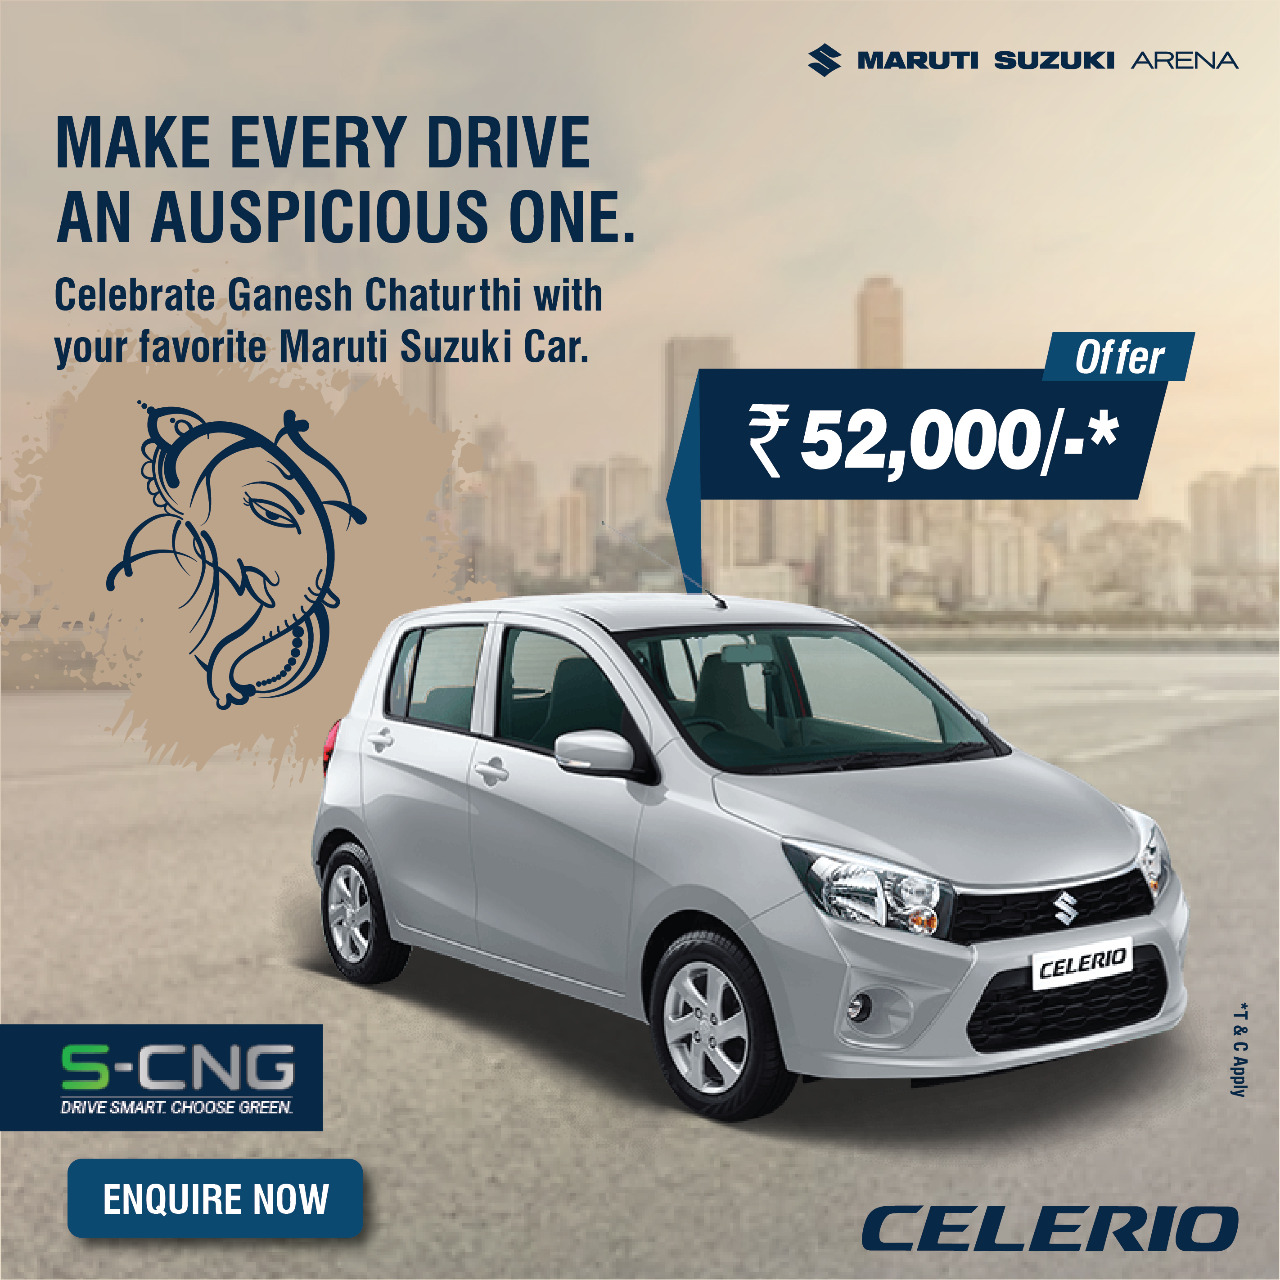 MARUTI SUZUKI ARENA
MAKE EVERY DRIVE
AN AUSPICIOUS ONE.
Celebrate Ganesh Chaturthi with
your favorite Maruti Suzuki Car.
Offer
₹ 52,000/-*
CELERIO
*T & C Apply
S-CNG
DRIVE SMART. CHOOSE GREEN.
ENQUIRE NOW
CELERIO